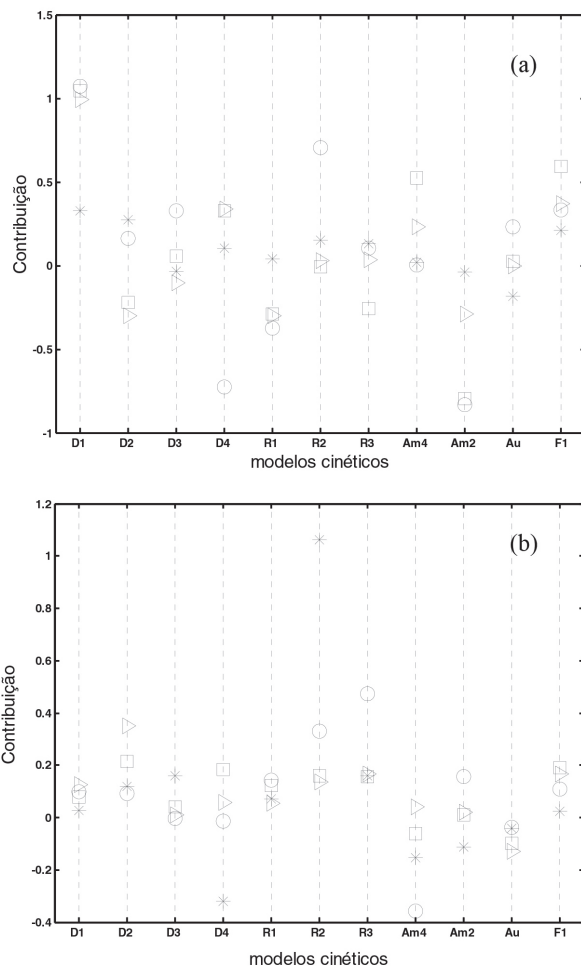 (a)
1.5
1
0.5
0
-0.5
-1
Contribuição
D1 D2 D3 D4 R1 R2 R3 Am4 Am2 Au F1
modelos cinéticos
(b)
1.2
1
0.8
0.6
0.4
0.2
0
-0.2
-0.4
Contribuição
D1 D2 D3 D4 R1 R2 R3 Am4 Am2 Au F1
modelos cinéticos